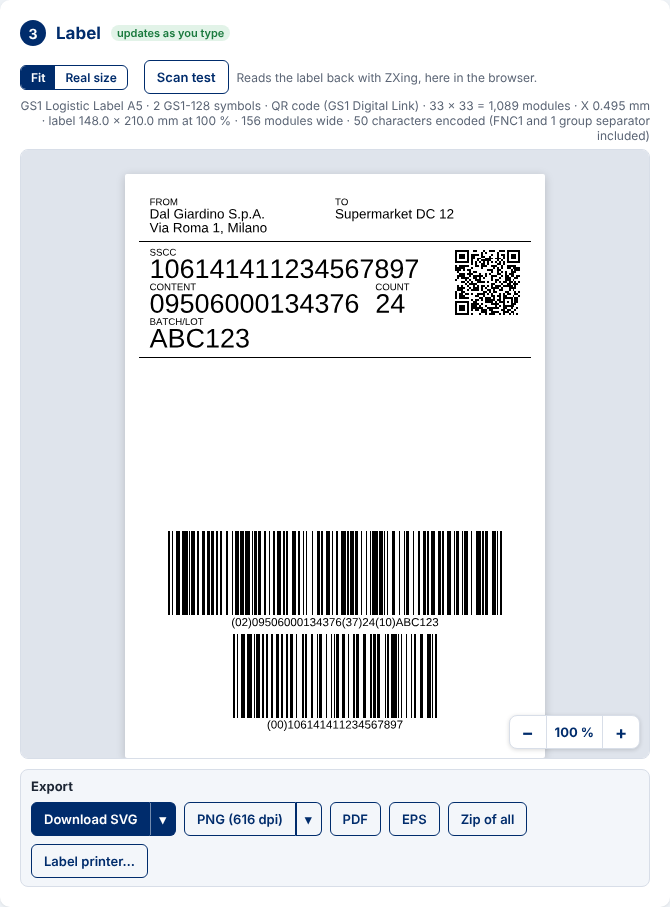 3 Label updates as you type
Fit Real size Scan test Reads the label back with ZXing, here in the browser.
GS1 Logistic Label A5 · 2 GS1-128 symbols · QR code (GS1 Digital Link) · 33 × 33 = 1,089 modules · X 0.495 mm
· label 148.0 × 210.0 mm at 100 % · 156 modules wide · 50 characters encoded (FNC1 and 1 group separator
included)
FROM TO
Dal Giardino S.p.A. Supermarket DC 12
Via Roma 1, Milano
SSCC
106141411234567897
CONTENT COUNT
09506000134376 24
BATCH/LOT
ABC123
(02)09506000134376(37)24(10)ABC123
(00)106141411234567897
− 100 % +
Export
Download SVG ▼ PNG (616 dpi) ▼ PDF EPS Zip of all
Label printer...